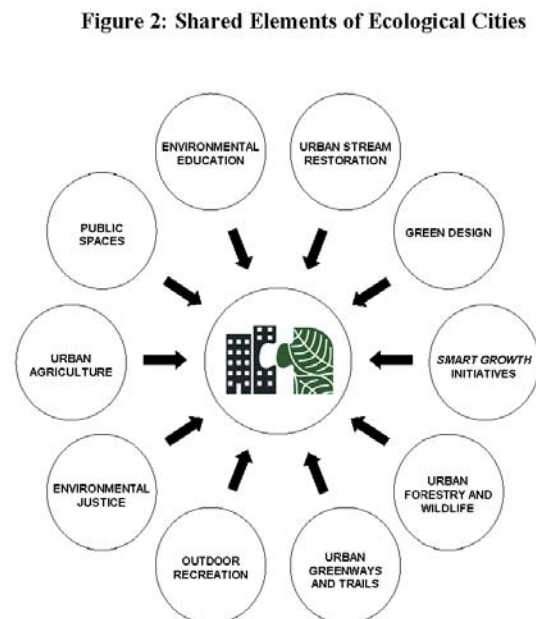 Figure 2: Shared Elements of Ecological Cities
ENVIRONMENTAL
EDUCATION
URBAN STREAM
RESTORATION
PUBLIC
SPACES
GREEN DESIGN
URBAN
AGRICULTURE
SMART GROWTH
INITIATIVES
ENVIRONMENTAL
JUSTICE
URBAN
FORESTRY AND
WILDLIFE
OUTDOOR
RECREATION
URBAN
GREENWAYS
AND TRAILS